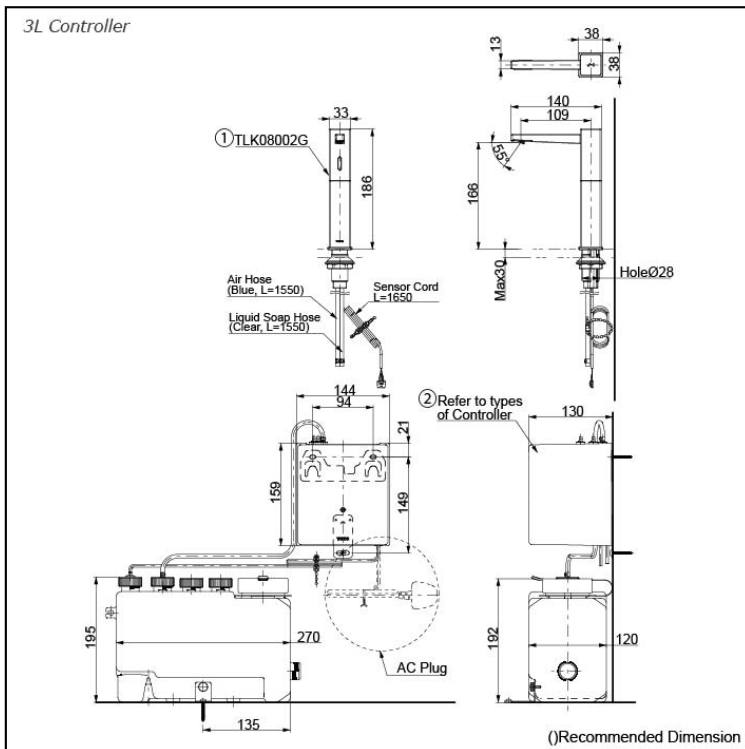 3L Controller
13
38
38
33
140
109
①TLK08002G
55°
186
166
Max30
HoleØ28
Air Hose
(Blue, L=1550)
Sensor Cord
L=1650
Liquid Soap Hose
(Clear, L=1550)
144
94
21
②Refer to types
of Controller
130
159
149
195
270
192
120
AC Plug
135
()Recommended Dimension